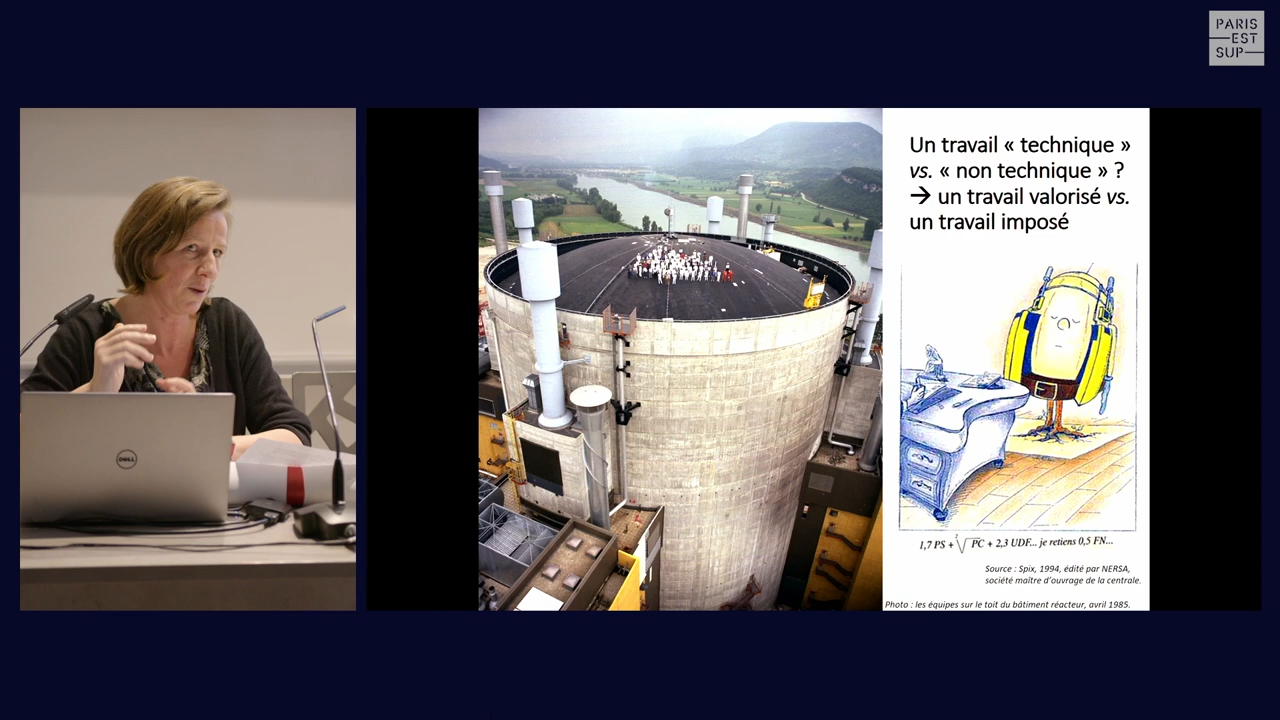 PARIS
EST
SUP
Un travail « technique »
vs. « non technique » ?
→ un travail valorisé vs.
un travail imposé
1,7 PS + ²√PC + 2,3 UDF... je retiens 0,5 FN...
Source : Spix, 1994, édité par NERSA,
société maître d'ouvrage de la centrale.
Photo : les équipes sur le toit du bâtiment réacteur, avril 1985.
DELL